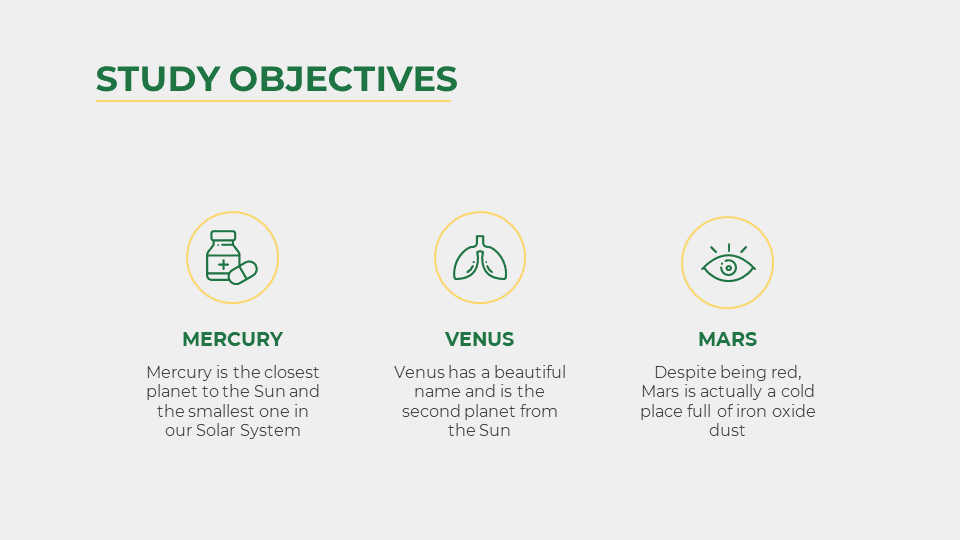 STUDY OBJECTIVES
MERCURY
Mercury is the closest
planet to the Sun and
the smallest one in
our Solar System
VENUS
Venus has a beautiful
name and is the
second planet from
the Sun
MARS
Despite being red,
Mars is actually a cold
place full of iron oxide
dust